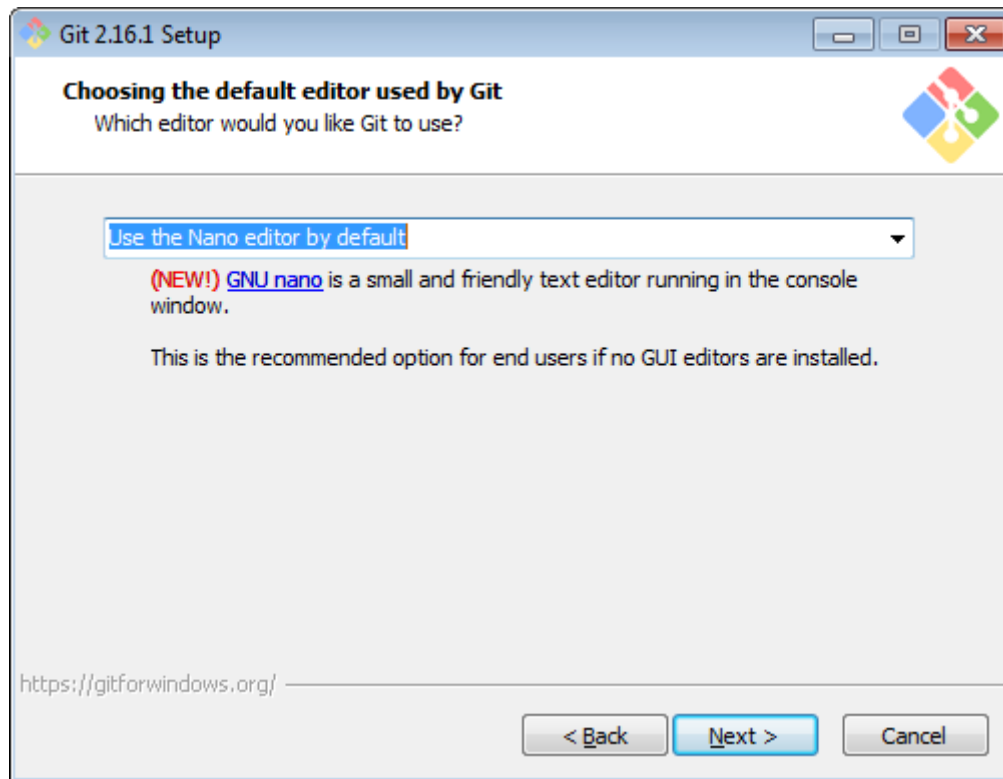 Git 2.16.1 Setup
Choosing the default editor used by Git
Which editor would you like Git to use?
Use the Nano editor by default
(NEW!) GNU nano is a small and friendly text editor running in the console
window.
This is the recommended option for end users if no GUI editors are installed.
https://gitforwindows.org/
< Back Next > Cancel